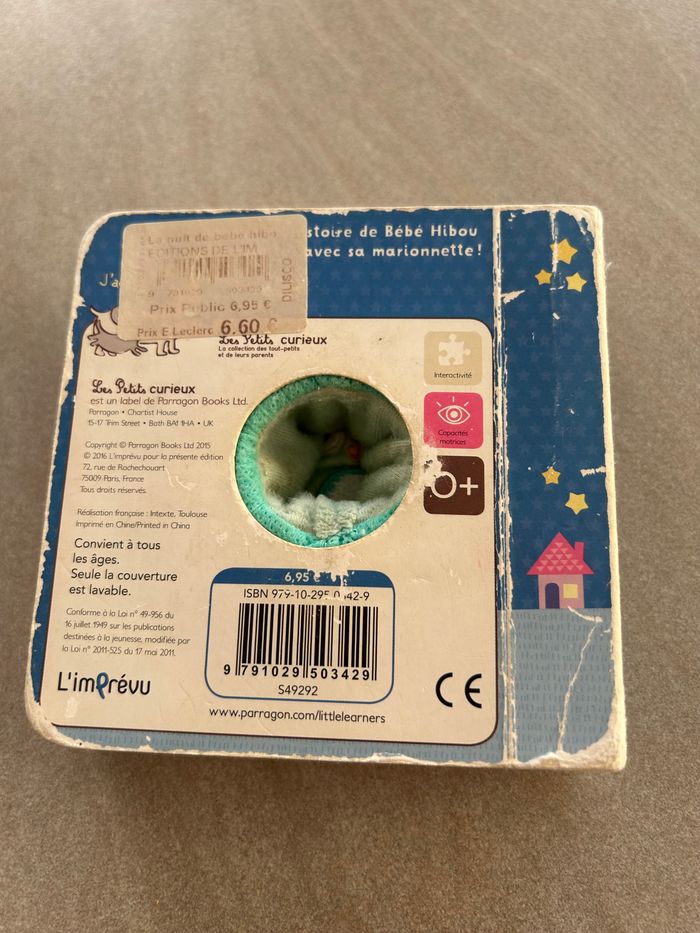 La nuit de bébé hibo
EDITIONS DE L'IM
9 791029 503429
DILISCO
Prix Public 6,95 €
Prix E.Leclerc 6,60 €
stoire de Bébé Hibou
avec sa marionnette !
J'a
Les Petits curieux
La collection des tout-petits
et de leurs parents
Interactivité
Capacités
motrices
0+
Les Petits curieux
est un label de Parragon Books Ltd.
Parragon • Chartist House
15-17 Trim Street • Bath BA1 1HA • UK
Copyright © Parragon Books Ltd 2015
© 2016 L'imprévu pour la présente édition
72, rue de Rochechouart
75009 Paris, France
Tous droits réservés.
Réalisation française : Intexte, Toulouse
Imprimé en Chine/Printed in China
Convient à tous
les âges.
Seule la couverture
est lavable.
Conforme à la Loi n° 49-956 du
16 juillet 1949 sur les publications
destinées à la jeunesse, modifiée par
la Loi n° 2011-525 du 17 mai 2011.
L'imprévu
6,95 €
ISBN 979-10-295-0342-9
9 791029 503429
S49292
www.parragon.com/littlelearners
CE